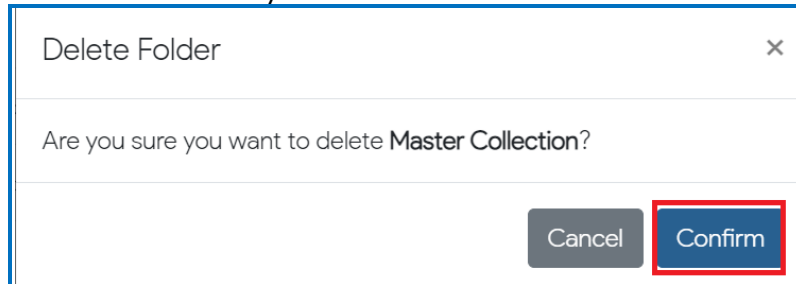 Delete Folder ×
Are you sure you want to delete Master Collection?
Cancel Confirm